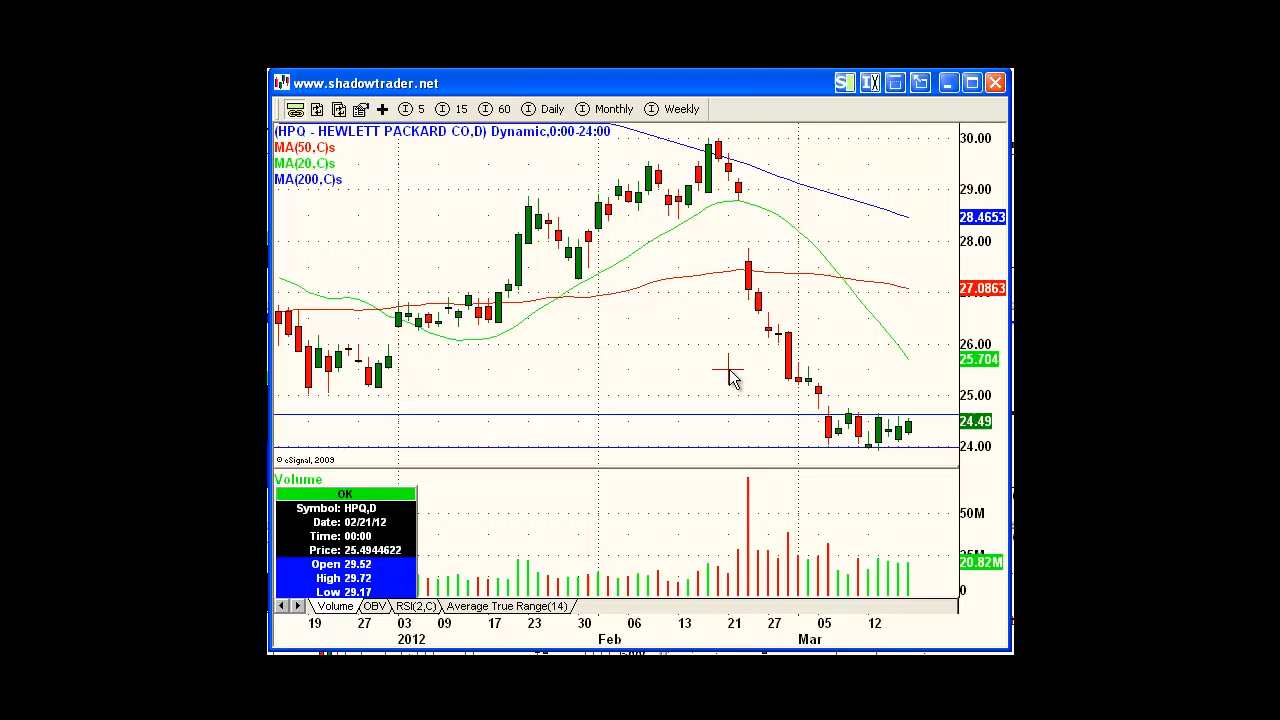 www.shadowtrader.net
5 15 60 Daily Monthly Weekly
(HPQ - HEWLETT PACKARD CO,D) Dynamic,0:00-24:00
MA(50,C)s
MA(20,C)s
MA(200,C)s
30.00
29.00
28.4653
28.00
27.0863
26.00
25.704
25.00
24.49
24.00
© eSignal, 2009
Volume
OK
Symbol: HPQ,D
Date: 02/21/12
Time: 00:00
Price: 25.4944622
Open 29.52
High 29.72
Low 29.17
50M
20.82M
0
Volume OBV RSI(2,C) Average True Range(14)
19 27 03 09 17 23 30 06 13 21 27 05 12
2012 Feb Mar